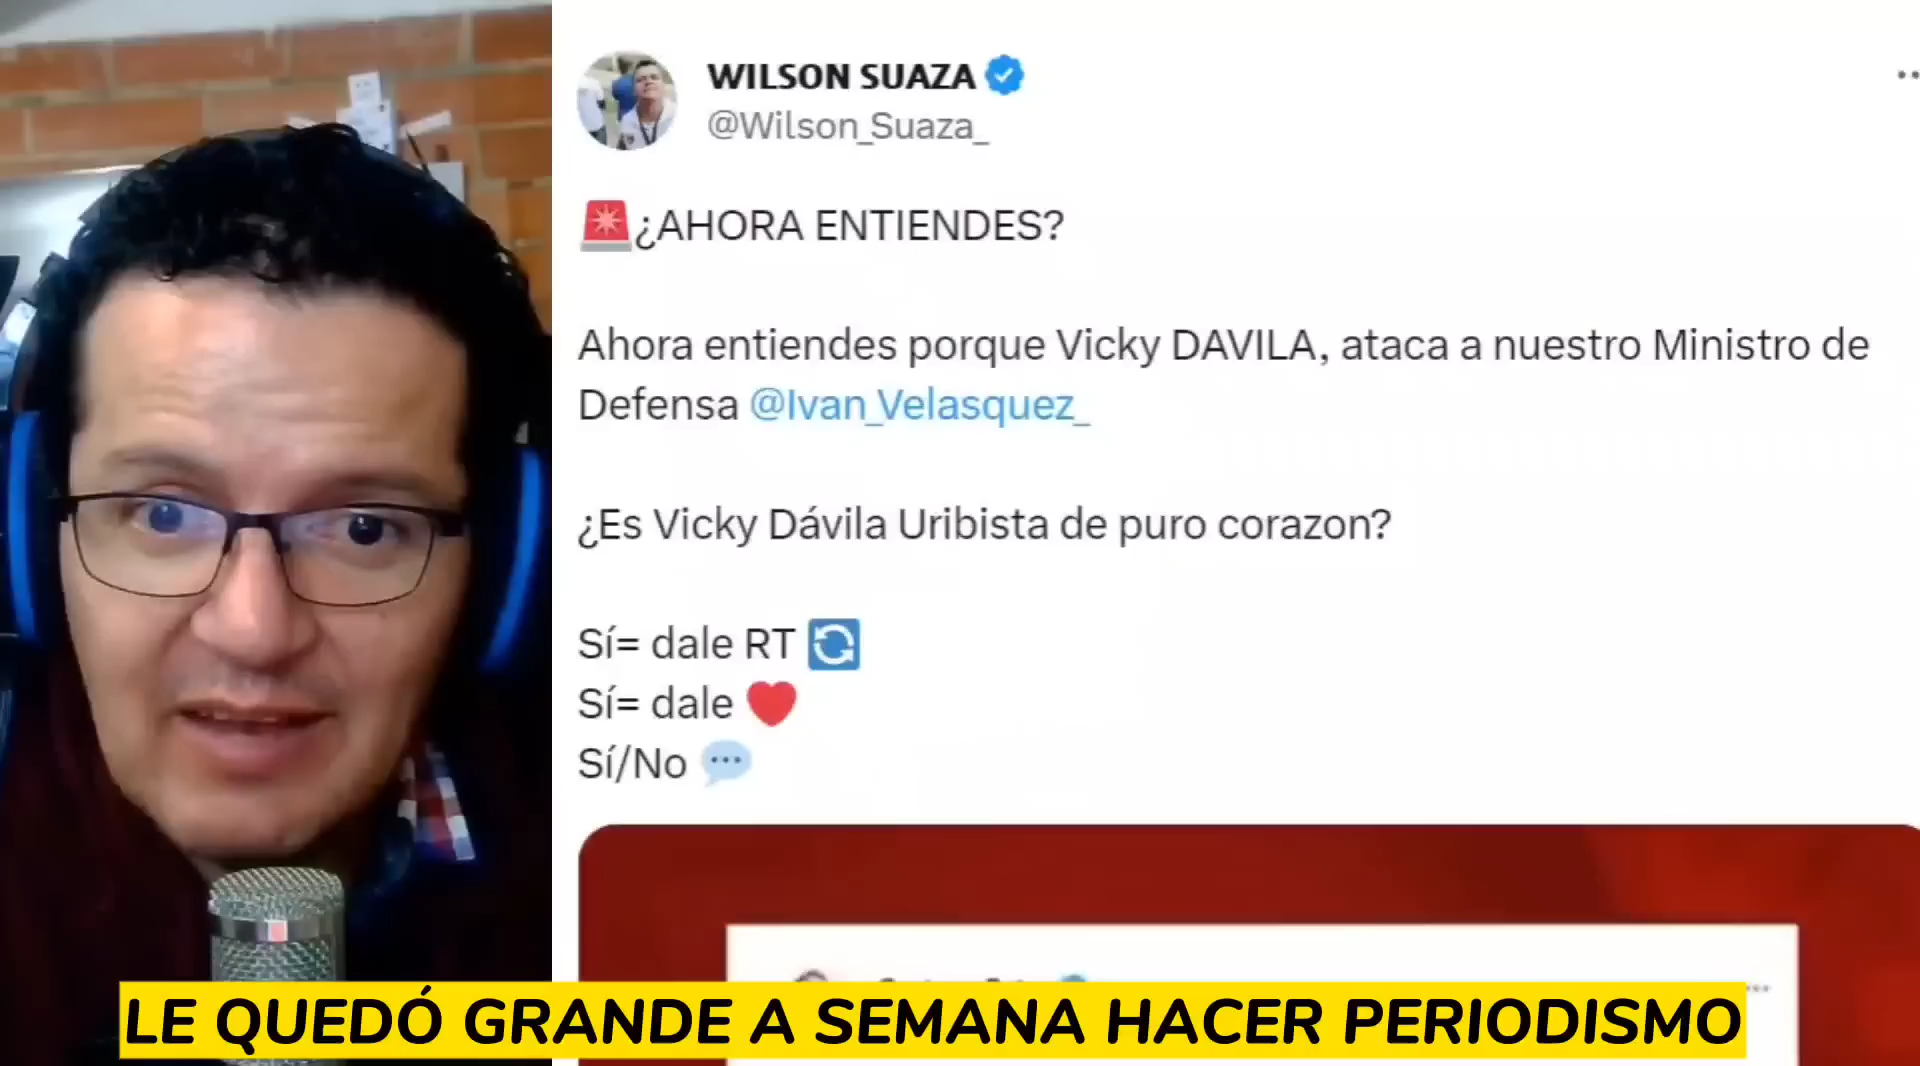 WILSON SUAZA
@Wilson_Suaza_
¿AHORA ENTIENDES?
Ahora entiendes porque Vicky DAVILA, ataca a nuestro Ministro de
Defensa @Ivan_Velasquez_
¿Es Vicky Dávila Uribista de puro corazon?
Sí= dale RT
Sí= dale
Sí/No
LE QUEDÓ GRANDE A SEMANA HACER PERIODISMO